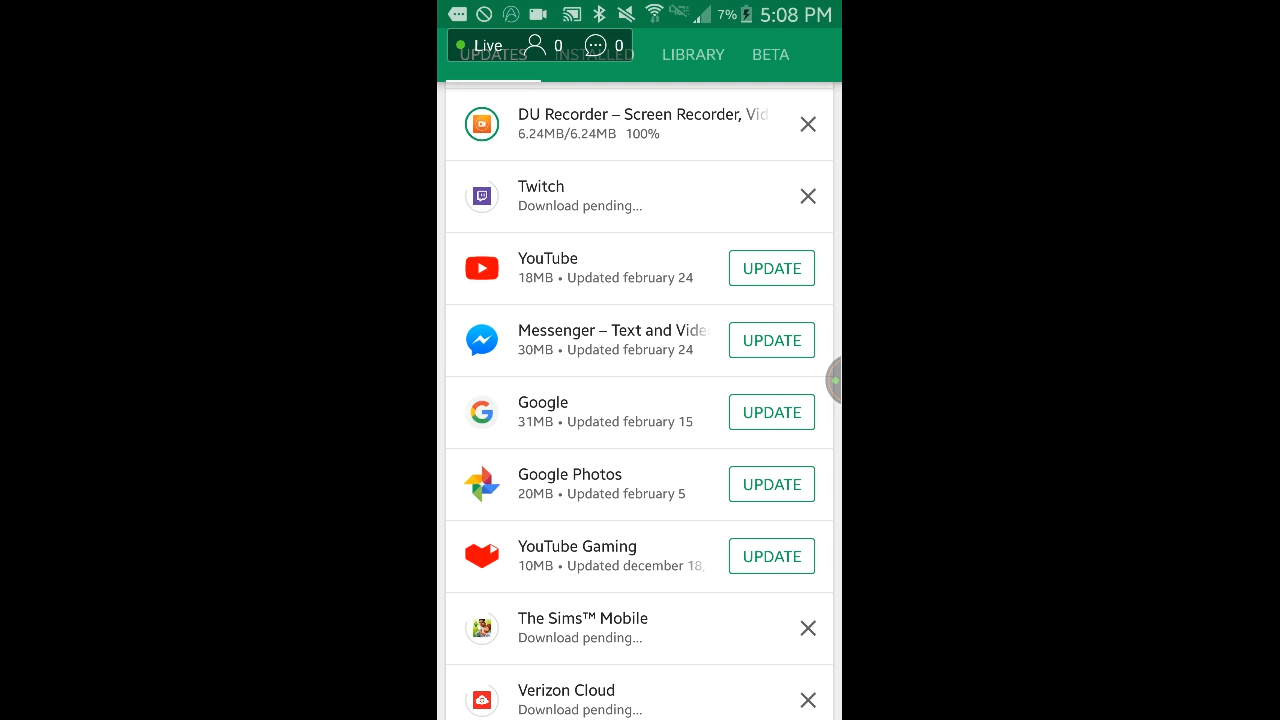 7% 5:08 PM
Live 0 0
UPDATES INSTALLED LIBRARY BETA
DU Recorder – Screen Recorder, Vid
6.24MB/6.24MB 100%
Twitch
Download pending...
YouTube
18MB • Updated february 24
UPDATE
Messenger – Text and Vide
30MB • Updated february 24
UPDATE
Google
31MB • Updated february 15
UPDATE
Google Photos
20MB • Updated february 5
UPDATE
YouTube Gaming
10MB • Updated december 18,
UPDATE
The Sims™ Mobile
Download pending...
Verizon Cloud
Download pending...